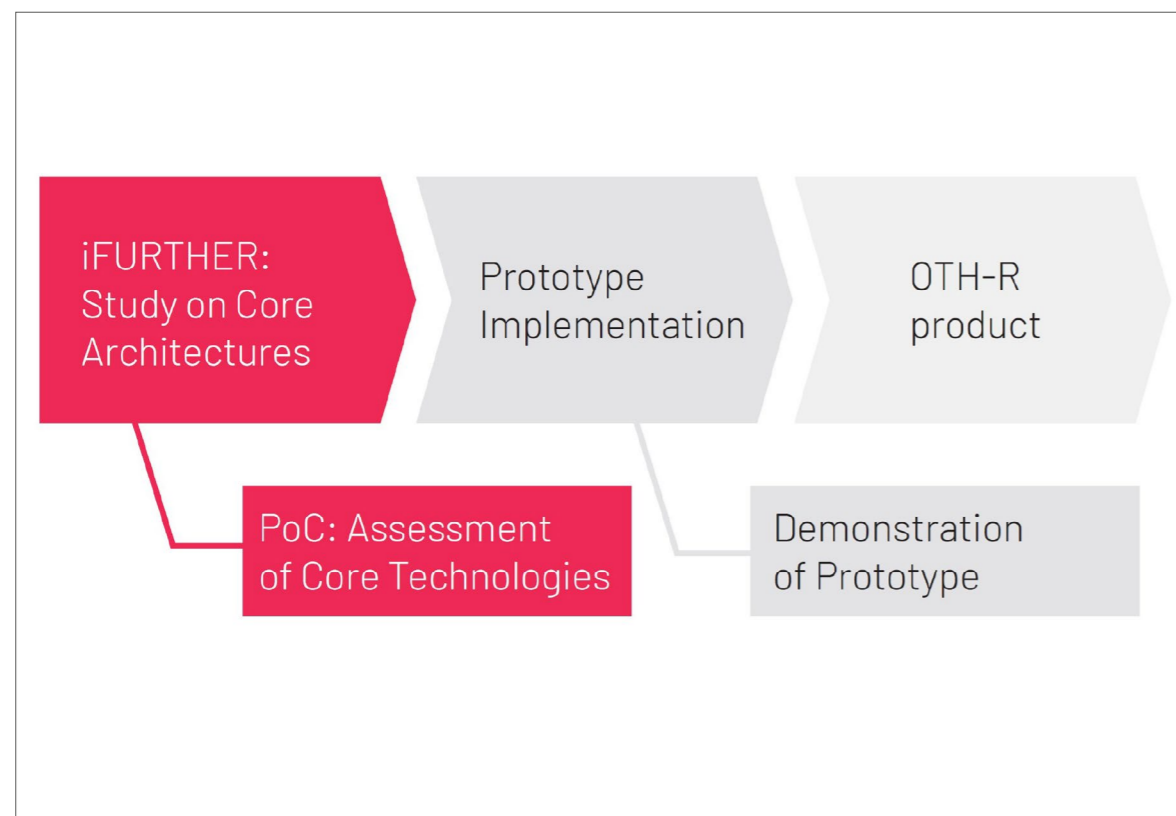 iFURTHER:
Study on Core
Architectures
Prototype
Implementation
OTH-R
product
PoC: Assessment
of Core Technologies
Demonstration
of Prototype